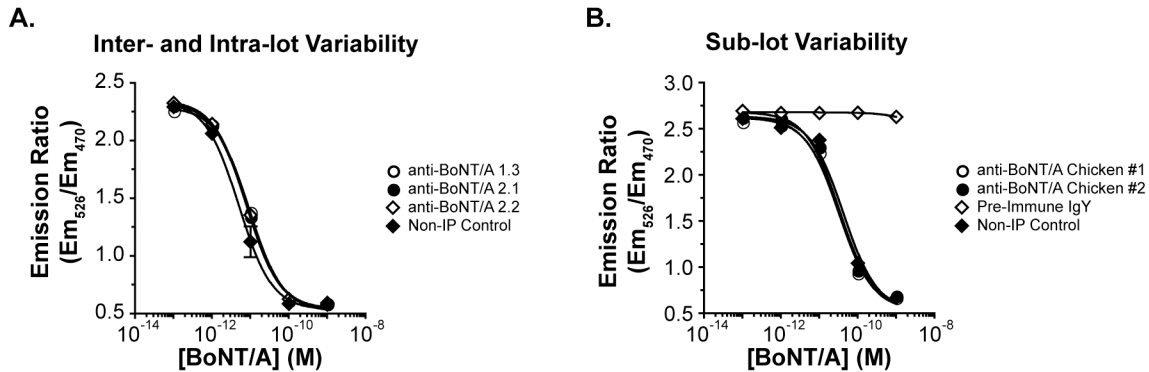 A.
Inter- and Intra-lot Variability
Emission Ratio
(Em526/Em470)
2.5
2.0
1.5
1.0
0.5
10-14
10-12
10-10
10-8
[BoNT/A] (M)
anti-BoNT/A 1.3
anti-BoNT/A 2.1
anti-BoNT/A 2.2
Non-IP Control
B.
Sub-lot Variability
Emission Ratio
(Em526/Em470)
3.0
2.5
2.0
1.5
1.0
0.5
10-14
10-12
10-10
10-8
[BoNT/A] (M)
anti-BoNT/A Chicken #1
anti-BoNT/A Chicken #2
Pre-Immune IgY
Non-IP Control